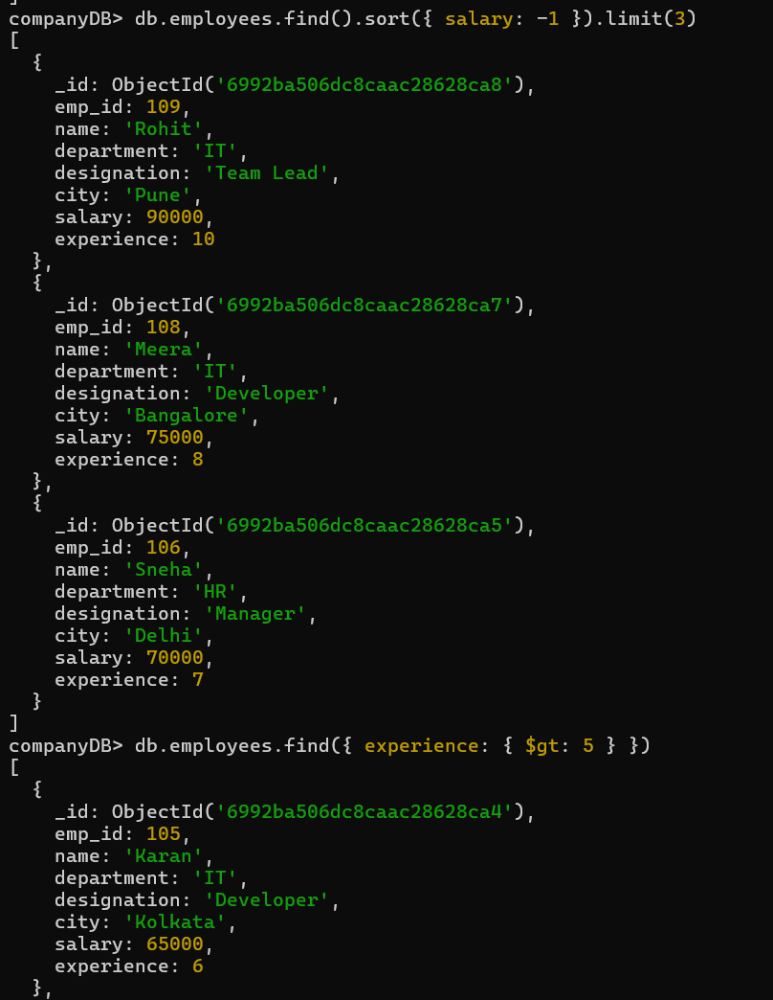 ]
companyDB> db.employees.find().sort({ salary: -1 }).limit(3)
[
  {
    _id: ObjectId('6992ba506dc8caac28628ca8'),
    emp_id: 109,
    name: 'Rohit',
    department: 'IT',
    designation: 'Team Lead',
    city: 'Pune',
    salary: 90000,
    experience: 10
  },
  {
    _id: ObjectId('6992ba506dc8caac28628ca7'),
    emp_id: 108,
    name: 'Meera',
    department: 'IT',
    designation: 'Developer',
    city: 'Bangalore',
    salary: 75000,
    experience: 8
  },
  {
    _id: ObjectId('6992ba506dc8caac28628ca5'),
    emp_id: 106,
    name: 'Sneha',
    department: 'HR',
    designation: 'Manager',
    city: 'Delhi',
    salary: 70000,
    experience: 7
  }
]
companyDB> db.employees.find({ experience: { $gt: 5 } })
[
  {
    _id: ObjectId('6992ba506dc8caac28628ca4'),
    emp_id: 105,
    name: 'Karan',
    department: 'IT',
    designation: 'Developer',
    city: 'Kolkata',
    salary: 65000,
    experience: 6
  },